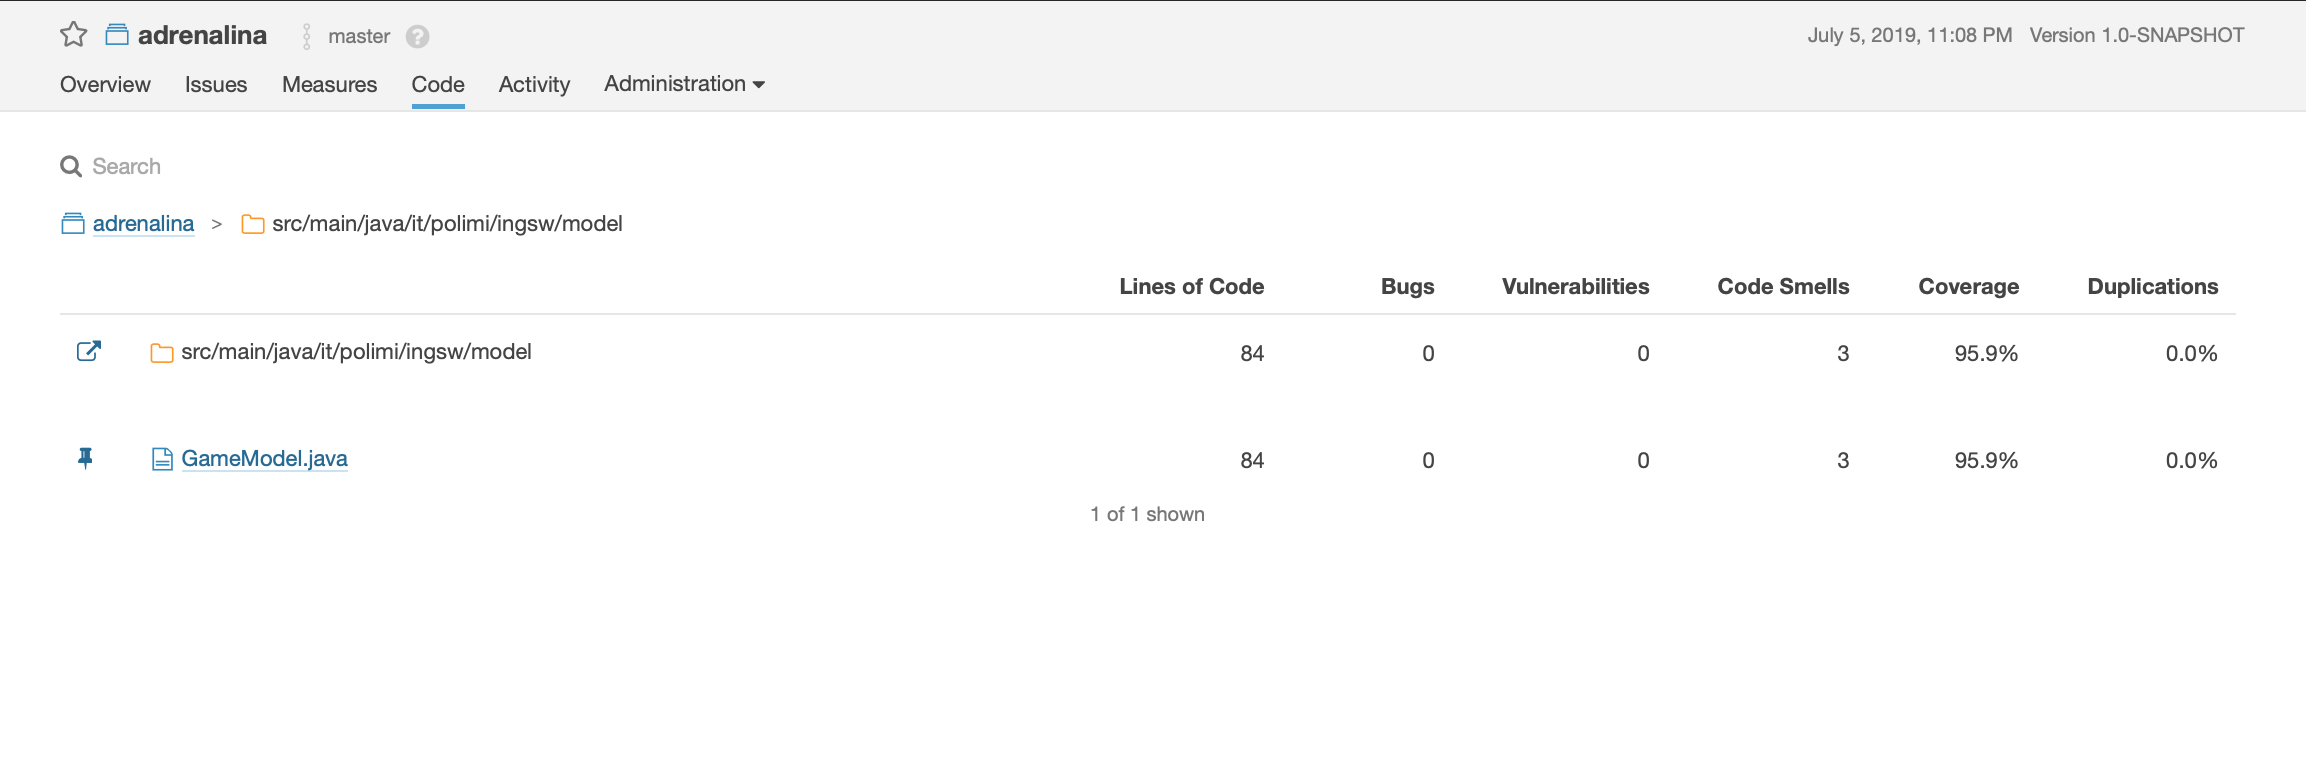 adrenalina master ? July 5, 2019, 11:08 PM Version 1.0-SNAPSHOT
Overview Issues Measures Code Activity Administration
Search
adrenalina > src/main/java/it/polimi/ingsw/model
Lines of Code Bugs Vulnerabilities Code Smells Coverage Duplications
src/main/java/it/polimi/ingsw/model 84 0 0 3 95.9% 0.0%
GameModel.java 84 0 0 3 95.9% 0.0%
1 of 1 shown